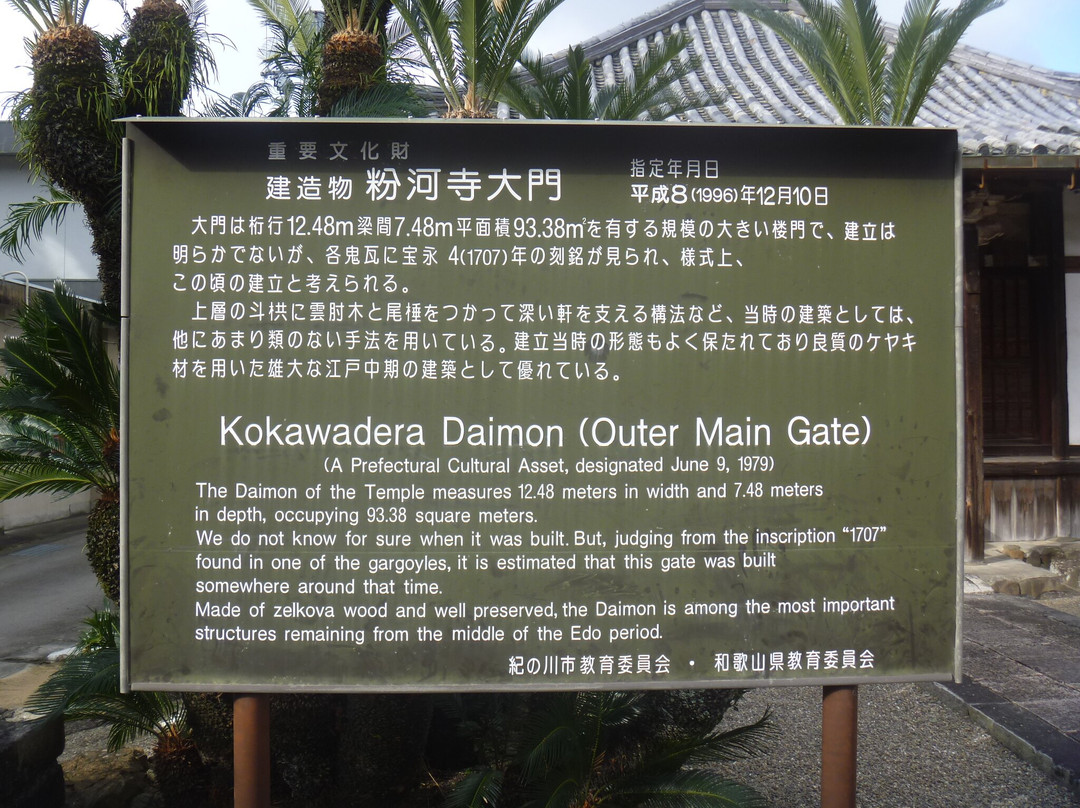 重要文化財
建造物 粉河寺大門
指定年月日
平成8(1996)年12月10日
大門は桁行12.48m梁間7.48m平面積93.38㎡を有する規模の大きい楼門で、建立は
明らかでないが、各鬼瓦に宝永 4(1707)年の刻銘が見られ、様式上、
この頃の建立と考えられる。
上層の斗栱に雲肘木と尾棰をつかって深い軒を支える構法など、当時の建築としては、
他にあまり類のない手法を用いている。建立当時の形態もよく保たれており良質のケヤキ
材を用いた雄大な江戸中期の建築として優れている。
Kokawadera Daimon (Outer Main Gate)
(A Prefectural Cultural Asset, designated June 9, 1979)
The Daimon of the Temple measures 12.48 meters in width and 7.48 meters
in depth, occupying 93.38 square meters.
We do not know for sure when it was built. But, judging from the inscription “1707”
found in one of the gargoyles, it is estimated that this gate was built
somewhere around that time.
Made of zelkova wood and well preserved, the Daimon is among the most important
structures remaining from the middle of the Edo period.
紀の川市教育委員会 ・ 和歌山県教育委員会